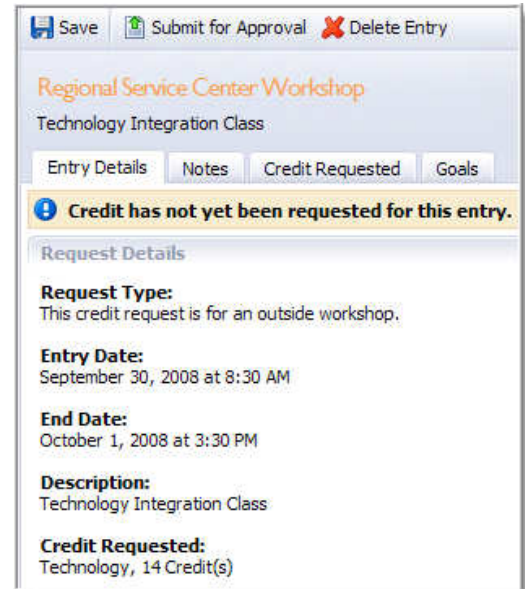 Save Submit for Approval Delete Entry
Regional Service Center Workshop
Technology Integration Class
Entry Details Notes Credit Requested Goals
Credit has not yet been requested for this entry.
Request Details
Request Type:
This credit request is for an outside workshop.
Entry Date:
September 30, 2008 at 8:30 AM
End Date:
October 1, 2008 at 3:30 PM
Description:
Technology Integration Class
Credit Requested:
Technology, 14 Credit(s)